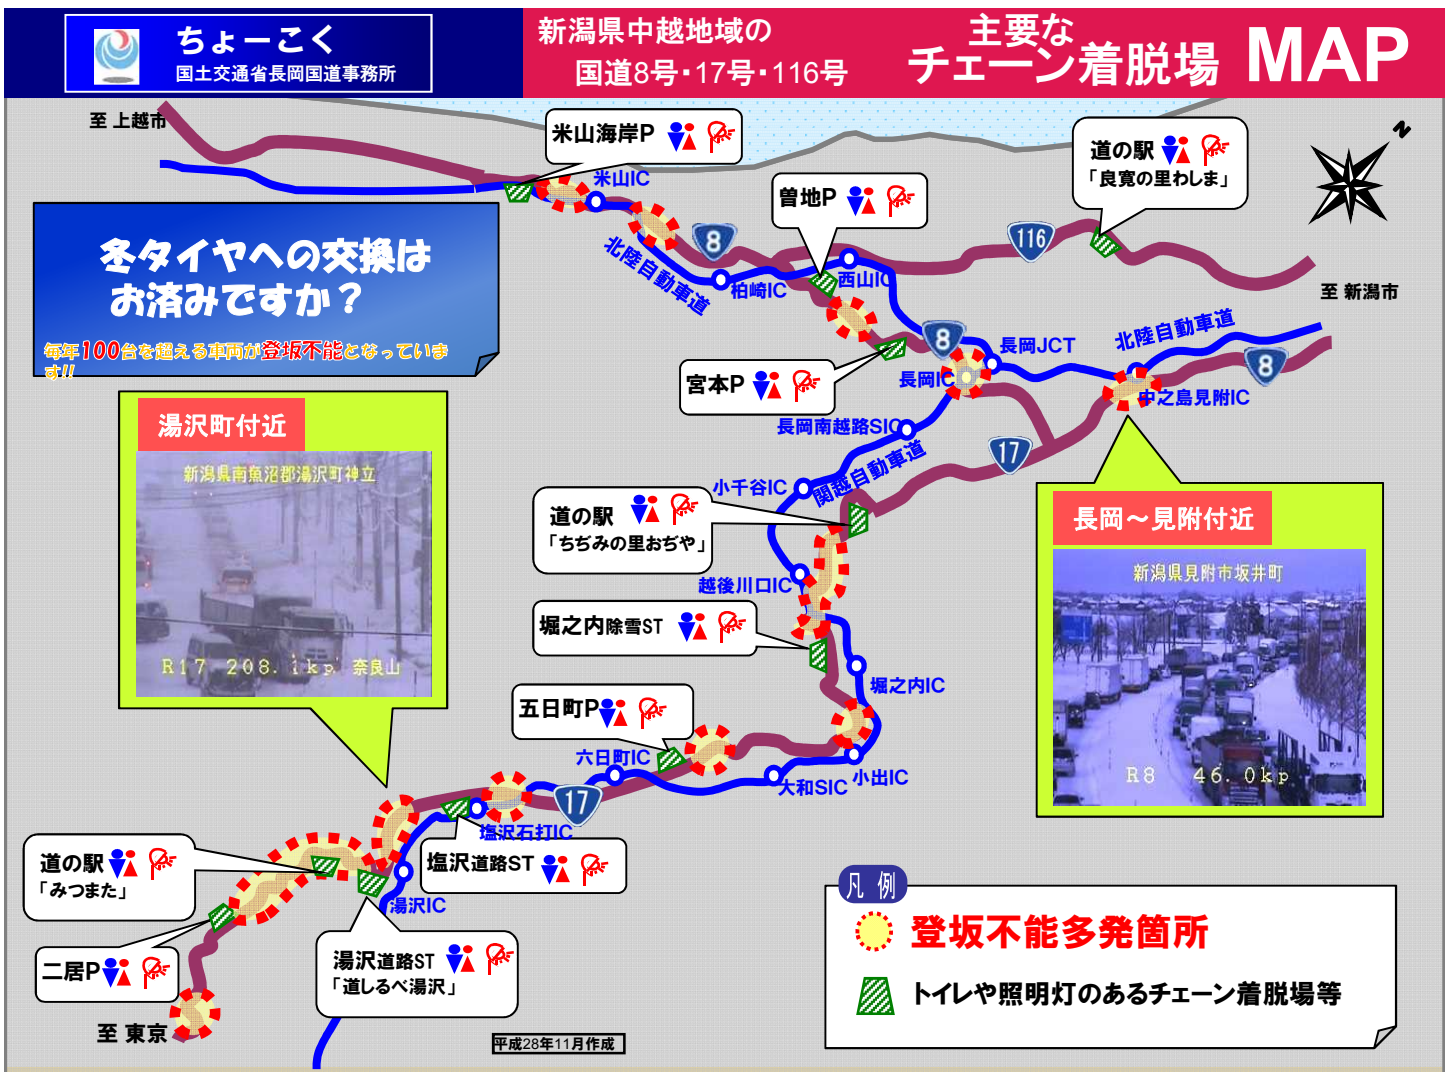 ちょーこく
国土交通省長岡国道事務所
新潟県中越地域の
国道8号・17号・116号
主要な
チェーン着脱場 MAP
至 上越市
米山海岸P
米山IC
曽地P
道の駅
「良寛の里わしま」
N
8
116
北陸自動車道
柏崎IC
西山IC
至 新潟市
冬タイヤへの交換は
お済みですか？
毎年100台を超える車両が登坂不能となっていま
す!!
8
長岡JCT
北陸自動車道
8
宮本P
長岡IC
中之島見附IC
長岡南越路SIC
17
関越自動車道
小千谷IC
湯沢町付近
新潟県南魚沼郡湯沢町神立
R17 208.1kp 奈良山
道の駅
「ちぢみの里おぢや」
長岡～見附付近
新潟県見附市坂井町
R8 46.0kp
越後川口IC
堀之内除雪ST
堀之内IC
五日町P
六日町IC
大和SIC
小出IC
17
塩沢石打IC
塩沢道路ST
道の駅
「みつまた」
湯沢IC
二居P
湯沢道路ST
「道しるべ湯沢」
至 東京
平成28年11月作成
凡 例
登坂不能多発箇所
トイレや照明灯のあるチェーン着脱場等